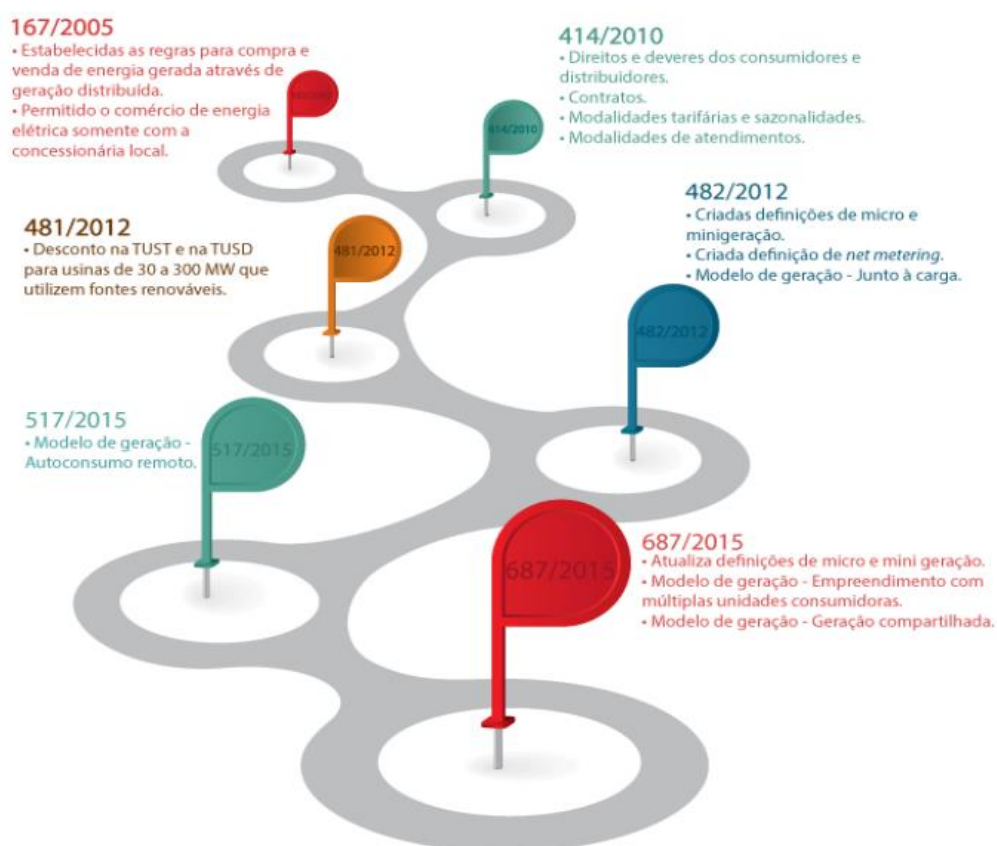 167/2005
• Estabelecidas as regras para compra e
venda de energia gerada através de
geração distribuída.
• Permitido o comércio de energia
elétrica somente com a
concessionária local.
414/2010
• Direitos e deveres dos consumidores e
distribuidores.
• Contratos.
• Modalidades tarifárias e sazonalidades.
• Modalidades de atendimentos.
414/2010
481/2012
• Desconto na TUST e na TUSD
para usinas de 30 a 300 MW que
utilizem fontes renováveis.
481/2012
482/2012
• Criadas definições de micro e
minigeração.
• Criada definição de net metering.
• Modelo de geração - Junto à carga.
482/2012
517/2015
• Modelo de geração -
Autoconsumo remoto.
517/2015
687/2015
• Atualiza definições de micro e mini geração.
• Modelo de geração - Empreendimento com
múltiplas unidades consumidoras.
• Modelo de geração - Geração compartilhada.
687/2015